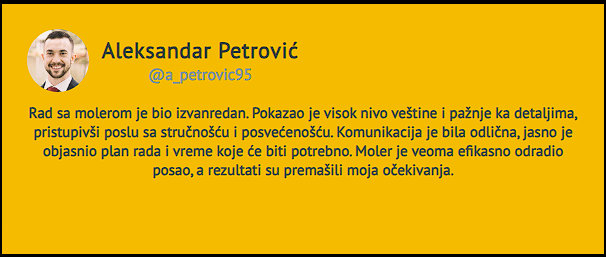 Aleksandar Petrović
@a_petrovic95
Rad sa molerom je bio izvanredan. Pokazao je visok nivo veštine i pažnje ka detaljima,
pristupivši poslu sa stručnošću i posvećenošću. Komunikacija je bila odlična, jasno je
objasnio plan rada i vreme koje će biti potrebno. Moler je veoma efikasno odradio
posao, a rezultati su premašili moja očekivanja.